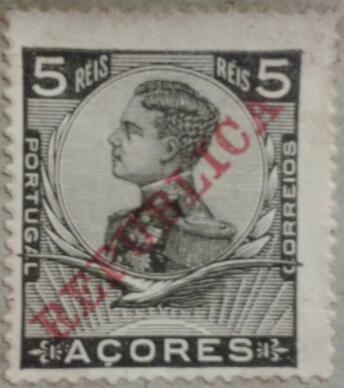 5 RÉIS RÉIS 5
PORTUGAL
CORREIOS
REPUBLICA
AÇORES